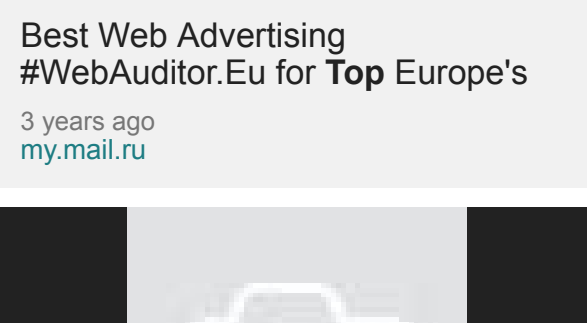 Best Web Advertising
#WebAuditor.Eu for Top Europe's
3 years ago
my.mail.ru